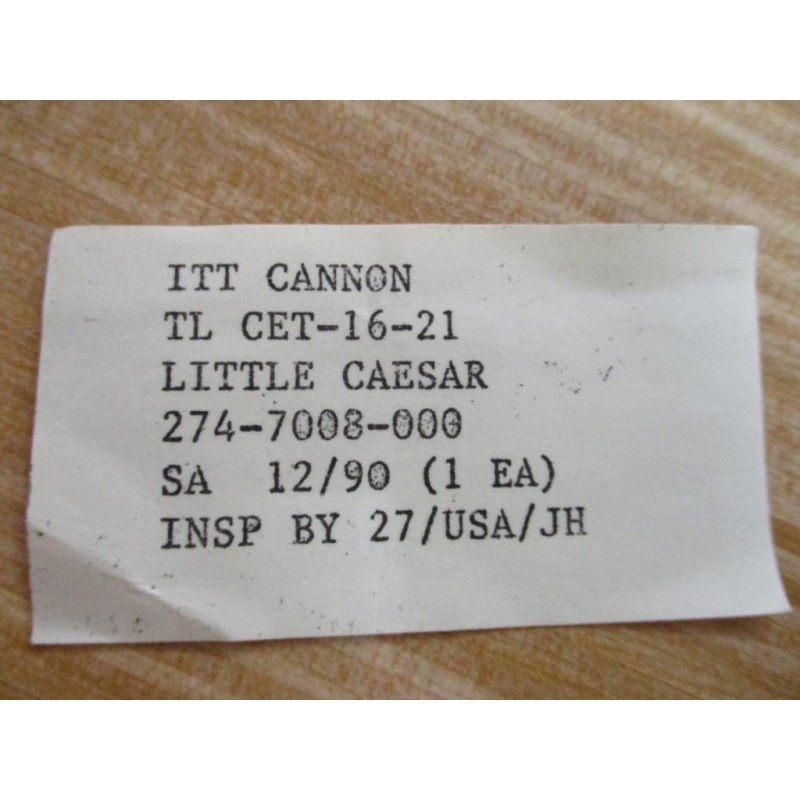 ITT CANNON
TL CET-16-21
LITTLE CAESAR
274-7008-000
SA 12/90 (1 EA)
INSP BY 27/USA/JH